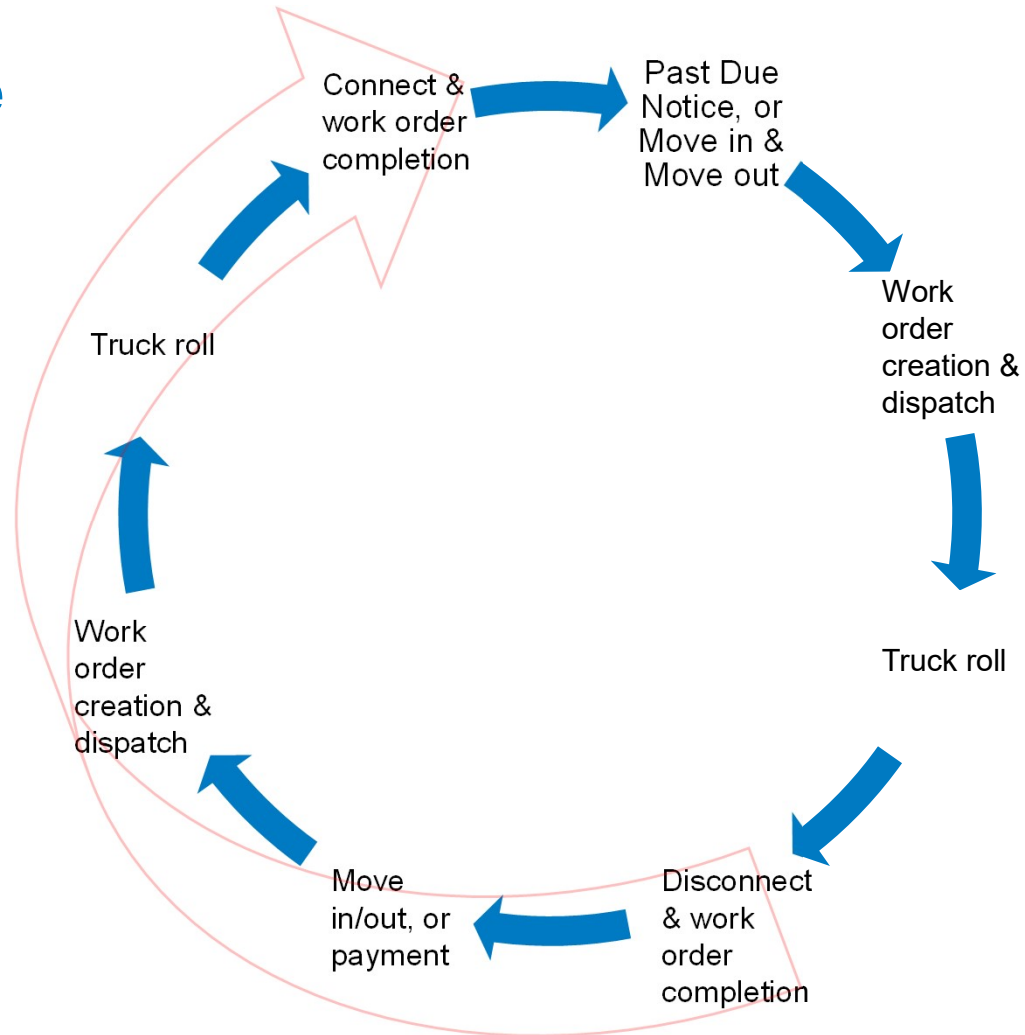 e
Connect &
work order
completion
Past Due
Notice, or
Move in &
Move out
Work
order
creation &
dispatch
Truck roll
Disconnect
& work
order
completion
Move
in/out, or
payment
Work
order
creation &
dispatch
Truck roll